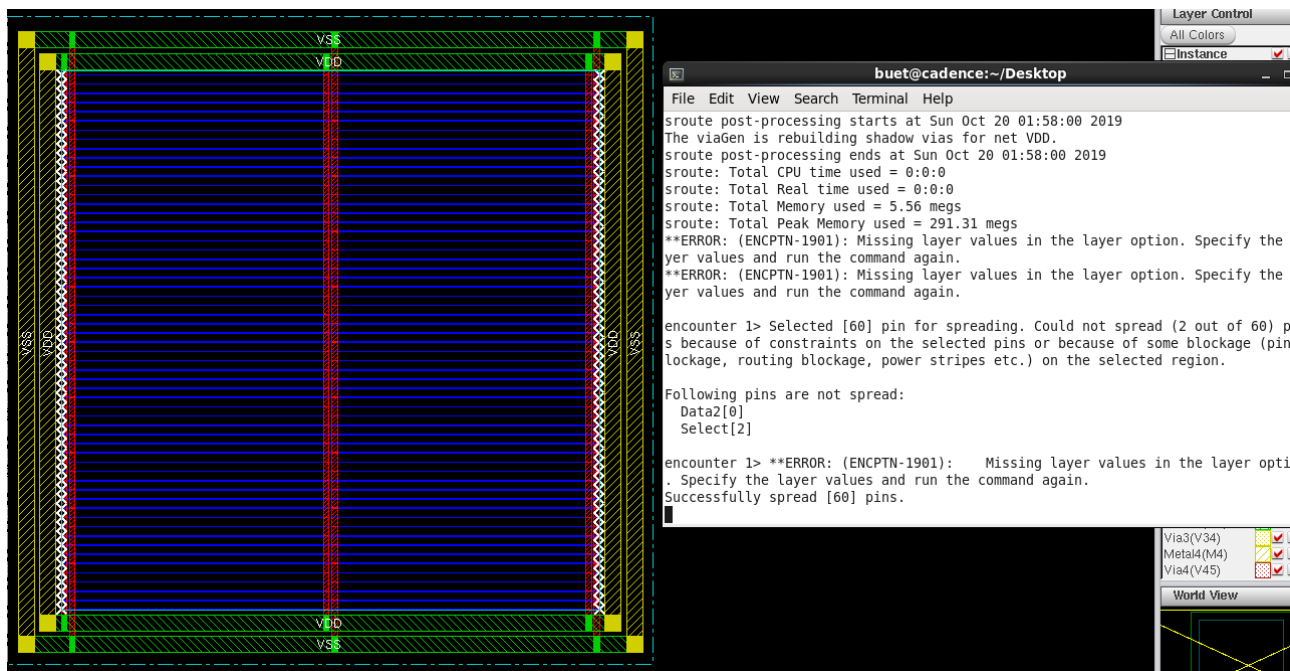 VSS
VDD
VSS
VDD
VDD
VSS
VDD
VSS
Layer Control
All Colors
Instance
buet@cadence:~/Desktop
File Edit View Search Terminal Help
sroute post-processing starts at Sun Oct 20 01:58:00 2019
The viaGen is rebuilding shadow vias for net VDD.
sroute post-processing ends at Sun Oct 20 01:58:00 2019
sroute: Total CPU time used = 0:0:0
sroute: Total Real time used = 0:0:0
sroute: Total Memory used = 5.56 megs
sroute: Total Peak Memory used = 291.31 megs
**ERROR: (ENCPTN-1901): Missing layer values in the layer option. Specify the
yer values and run the command again.
**ERROR: (ENCPTN-1901): Missing layer values in the layer option. Specify the
yer values and run the command again.
encounter 1> Selected [60] pin for spreading. Could not spread (2 out of 60) p
s because of constraints on the selected pins or because of some blockage (pin
lockage, routing blockage, power stripes etc.) on the selected region.
Following pins are not spread:
Data2[0]
Select[2]
encounter 1> **ERROR: (ENCPTN-1901): Missing layer values in the layer opti
. Specify the layer values and run the command again.
Successfully spread [60] pins.
Via3(V34)
Metal4(M4)
Via4(V45)
World View